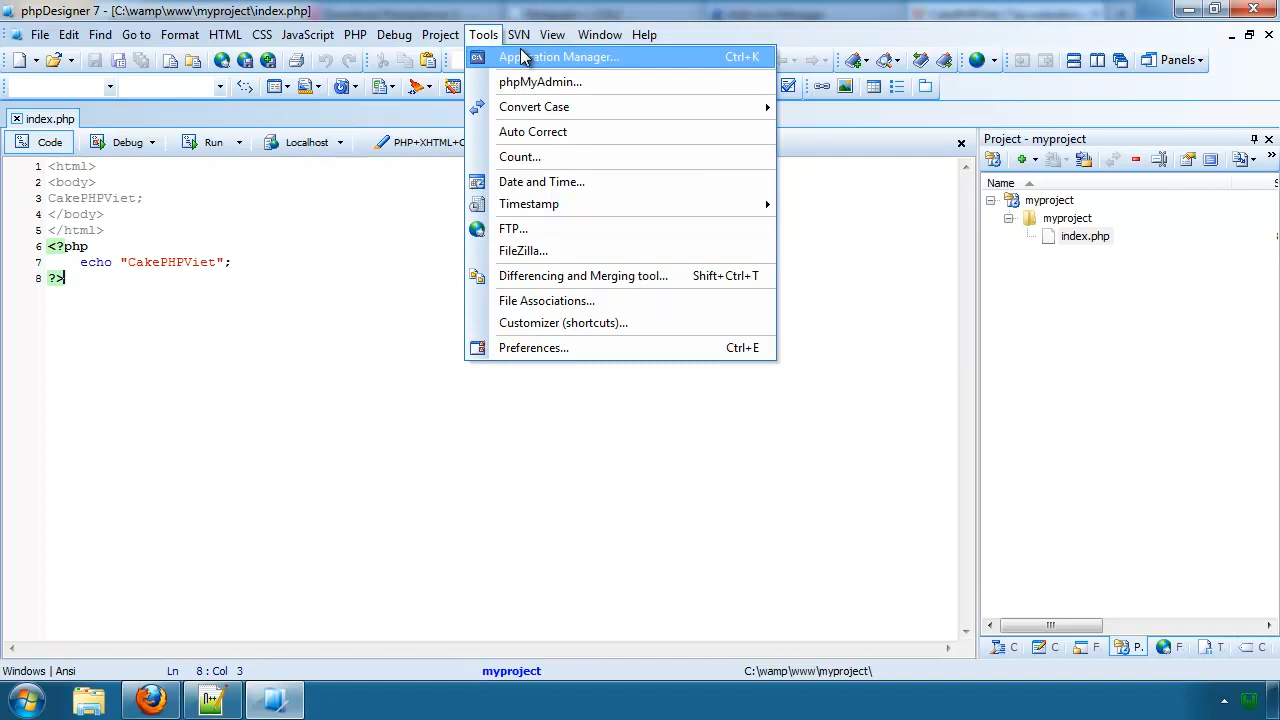 phpDesigner 7 - [C:\wamp\www\myproject\index.php]
File Edit Find Go to Format HTML CSS JavaScript PHP Debug Project Tools SVN View Window Help
Application Manager... Ctrl+K
phpMyAdmin...
Convert Case
Auto Correct
Count...
Date and Time...
Timestamp
FTP...
FileZilla...
Differencing and Merging tool... Shift+Ctrl+T
File Associations...
Customizer (shortcuts)...
Preferences... Ctrl+E
Panels
index.php
Code Debug Run Localhost PHP+XHTML+C
1 <html>
2 <body>
3 CakePHPViet;
4 </body>
5 </html>
6 <?php
7 echo "CakePHPViet";
8 ?>
Project - myproject
Name
myproject
myproject
index.php
C C F P. F T C
Windows | Ansi Ln 8 : Col 3 myproject C:\wamp\www\myproject\